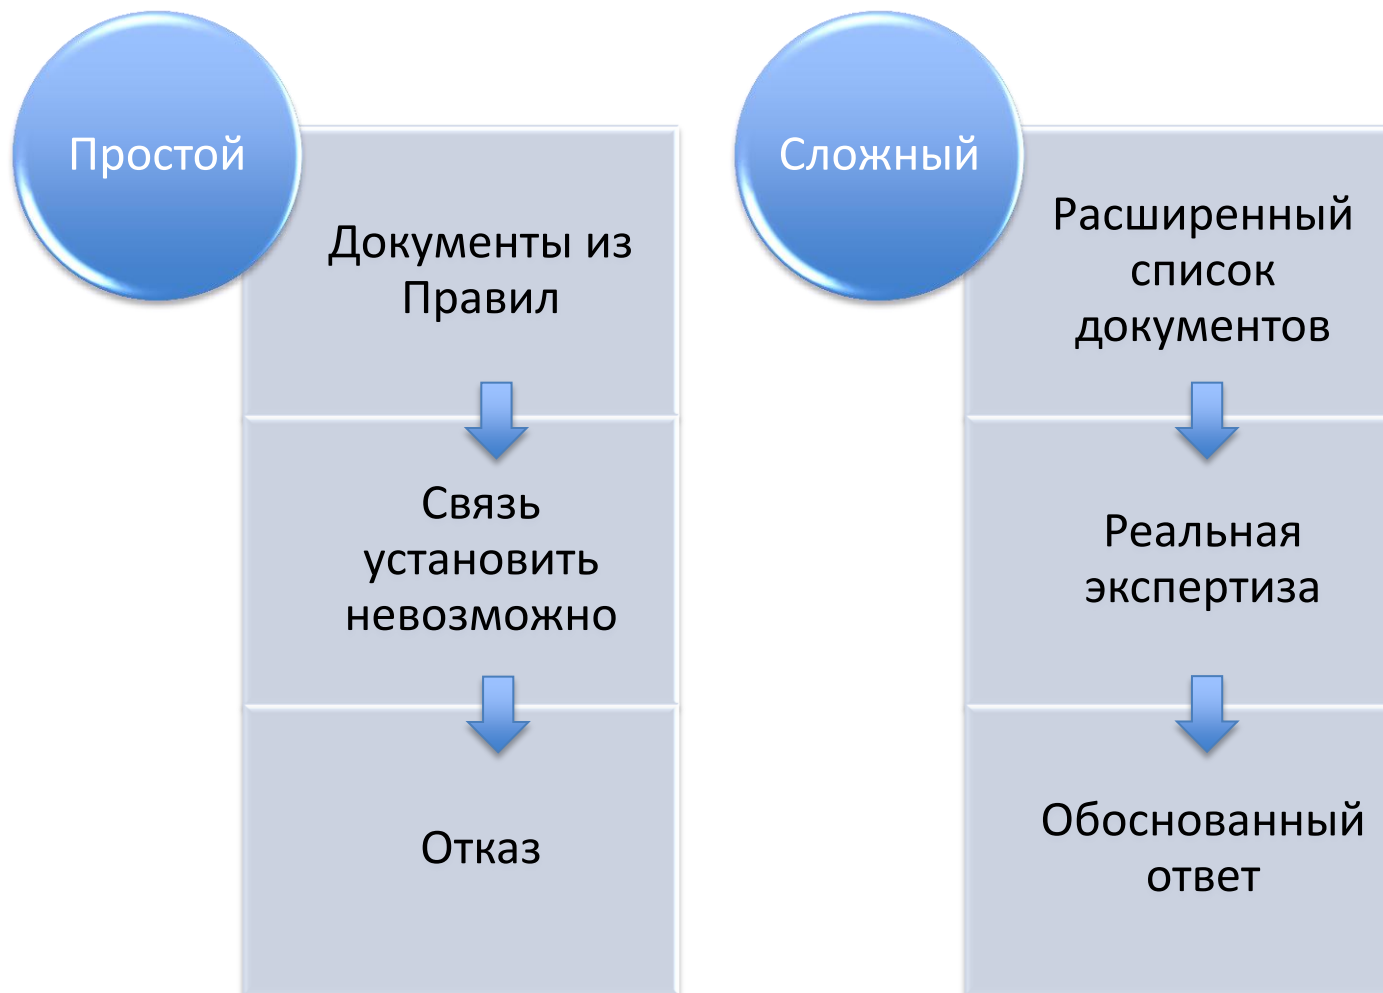 Простой
Документы из
Правил
Связь
установить
невозможно
Отказ
Сложный
Расширенный
список
документов
Реальная
экспертиза
Обоснованный
ответ